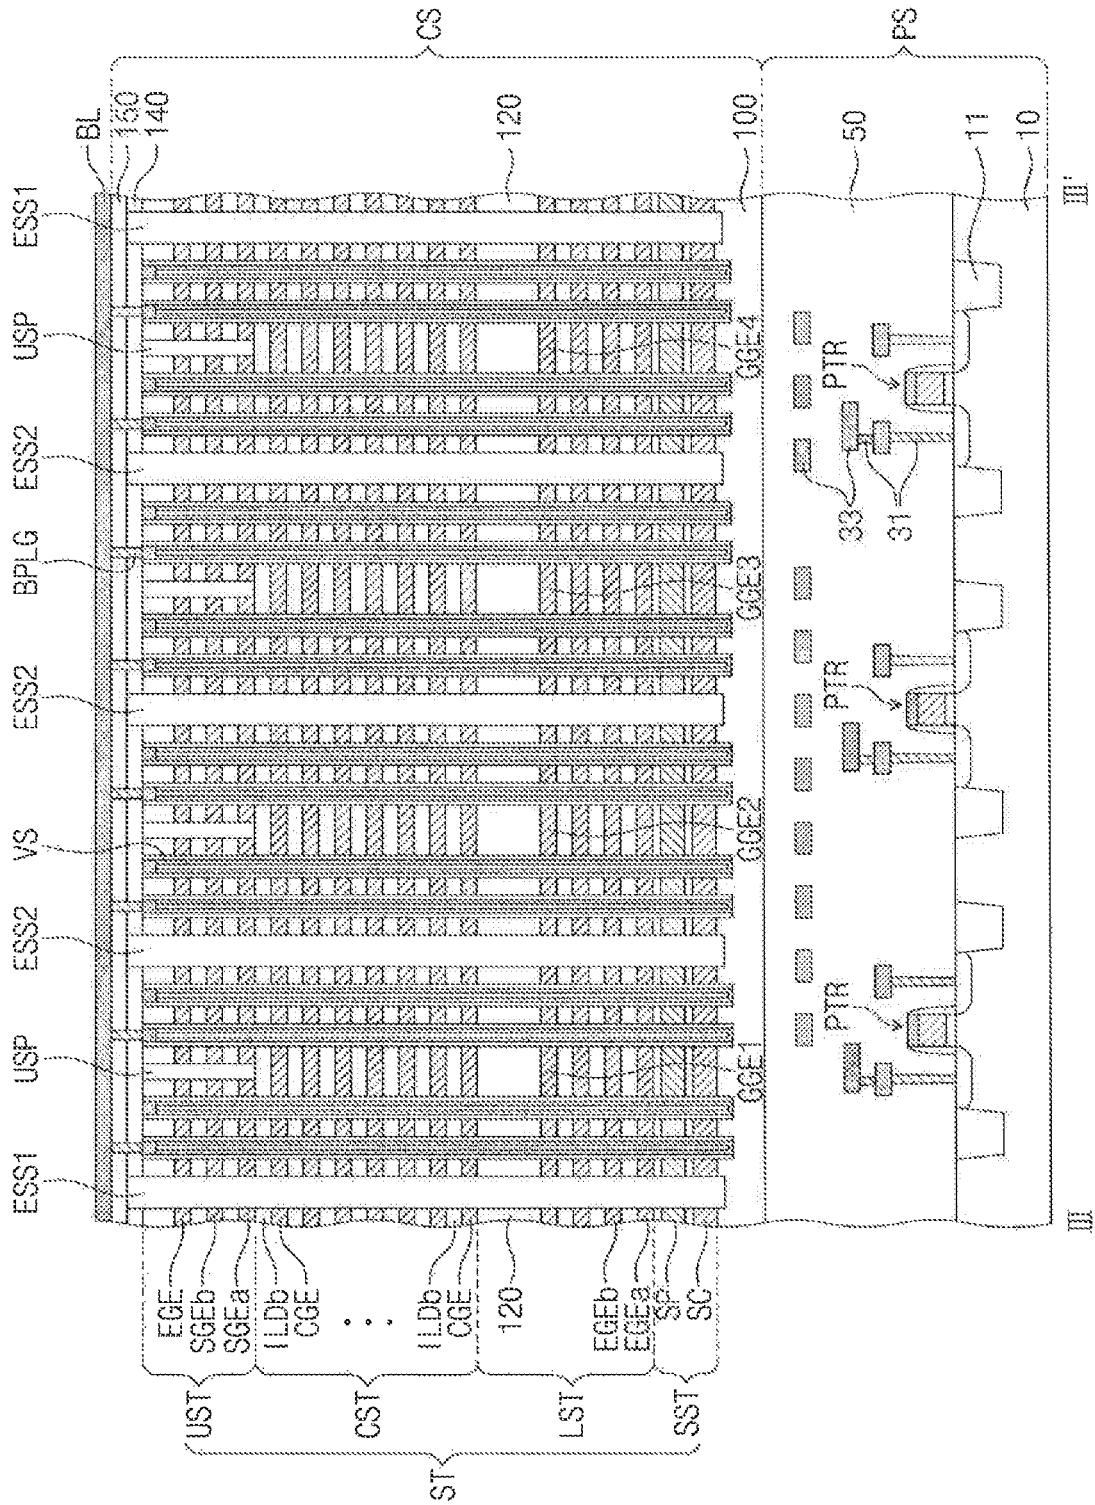 ESS1
USP
ESS2
VS
ESS2
BPLG
ESS2
USP
ESS1
BL
150
140
120
100
CS
50
11
10
PS
EGE
SGEb
SGEa
UST
ILDb
CGE
ILDb
CGE
CST
120
EGEb
EGEa
LST
SP
SC
SST
ST
GGE1
GGE2
GGE3
GGE4
PTR
PTR
PTR
33
31
III
III'